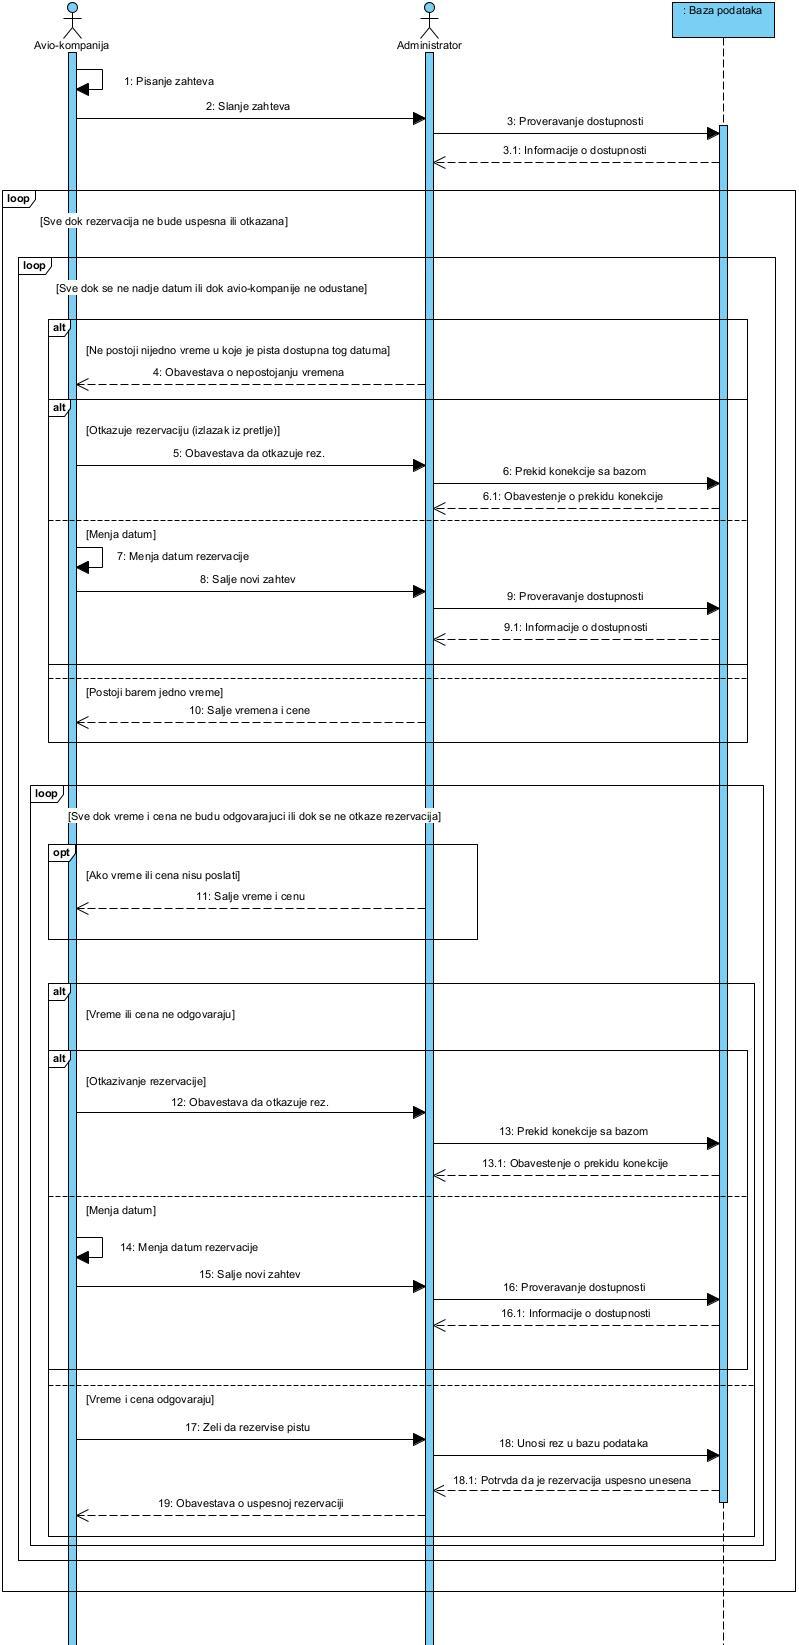 : Baza podataka
Avio-kompanija
Administrator
1: Pisanje zahteva
2: Slanje zahteva
3: Proveravanje dostupnosti
3.1: Informacije o dostupnosti
loop
[Sve dok rezervacija ne bude uspesna ili otkazana]
loop
[Sve dok se ne nadje datum ili dok avio-kompanije ne odustane]
alt
[Ne postoji nijedno vreme u koje je pista dostupna tog datuma]
4: Obavestava o nepostojanju vremena
alt
[Otkazuje rezervaciju (izlazak iz pretlje)]
5: Obavestava da otkazuje rez.
6: Prekid konekcije sa bazom
6.1: Obavestenje o prekidu konekcije
[Menja datum]
7: Menja datum rezervacije
8: Salje novi zahtev
9: Proveravanje dostupnosti
9.1: Informacije o dostupnosti
[Postoji barem jedno vreme]
10: Salje vremena i cene
loop
[Sve dok vreme i cena ne budu odgovarajuci ili dok se ne otkaze rezervacija]
opt
[Ako vreme ili cena nisu poslati]
11: Salje vreme i cenu
alt
[Vreme ili cena ne odgovaraju]
alt
[Otkazivanje rezervacije]
12: Obavestava da otkazuje rez.
13: Prekid konekcije sa bazom
13.1: Obavestenje o prekidu konekcije
[Menja datum]
14: Menja datum rezervacije
15: Salje novi zahtev
16: Proveravanje dostupnosti
16.1: Informacije o dostupnosti
[Vreme i cena odgovaraju]
17: Zeli da rezervise pistu
18: Unosi rez u bazu podataka
18.1: Potrvda da je rezervacija uspesno unesena
19: Obavestava o uspesnoj rezervaciji